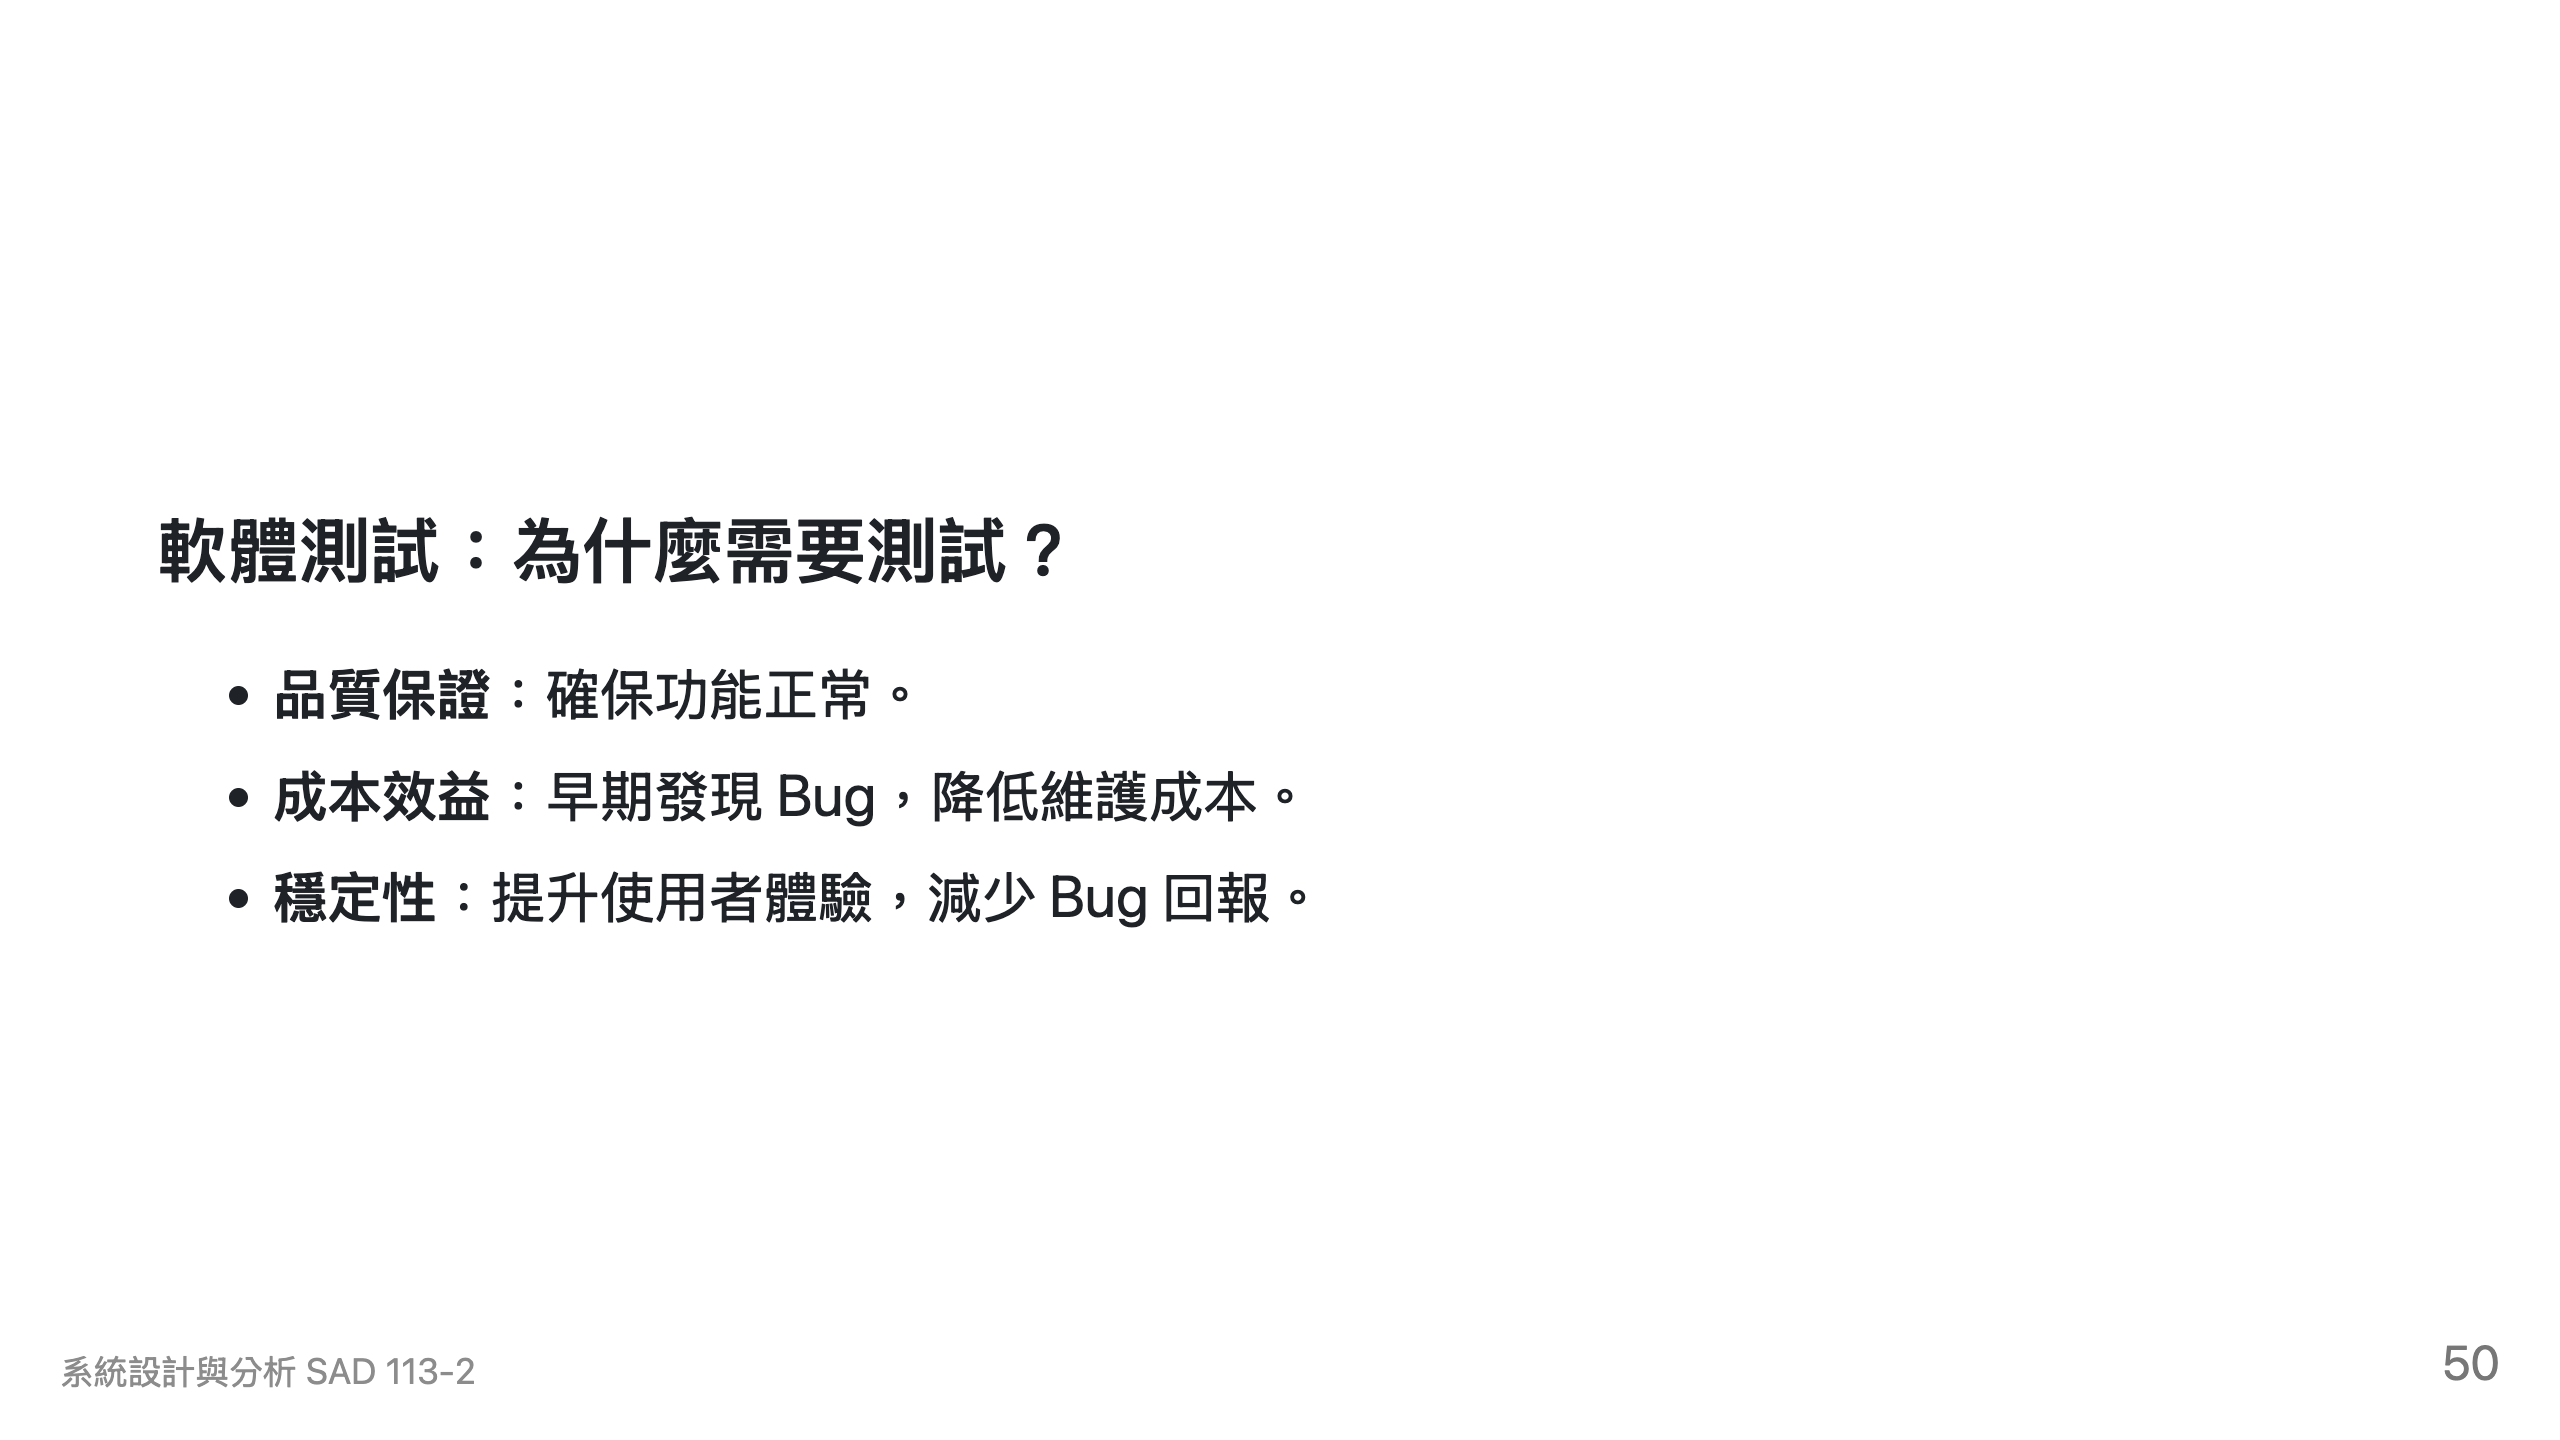 軟體測試：為什麼需要測試？
• 品質保證：確保功能正常。
• 成本效益：早期發現 Bug，降低維護成本。
• 穩定性：提升使用者體驗，減少 Bug 回報。
系統設計與分析 SAD 113-2
50